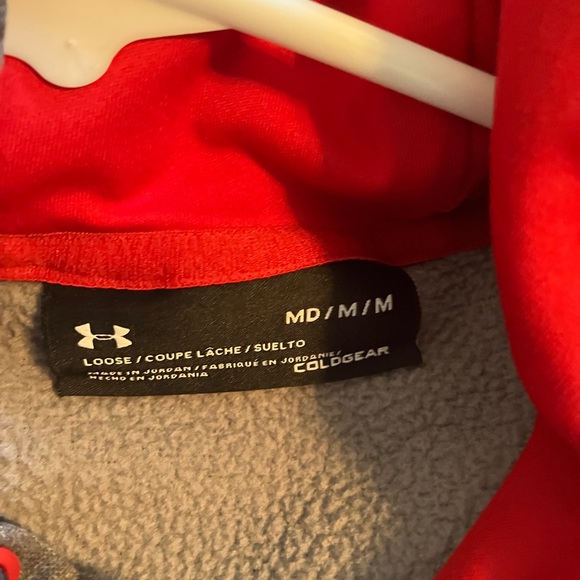 MD / M / M
LOOSE / COUPE LÂCHE / SUELTO
MADE IN JORDAN / FABRIQUÉ EN JORDANIE /
HECHO EN JORDANIA
COLDGEAR